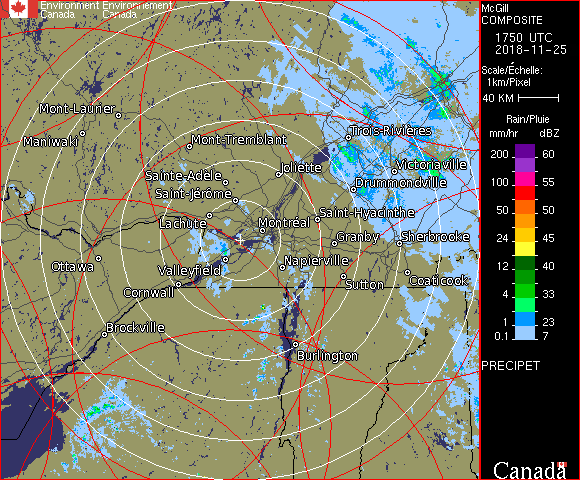 Environment Environnement
Canada Canada
McGill
COMPOSITE
1750 UTC
2018-11-25
Scale/Échelle:
1km/Pixel
40 KM
Rain/Pluie
mm/hr dBZ
200 60
150 57
100 55
50 50
24 45
12 40
4 33
1 23
0.1 7
PRECIPET
Canada
Mont-Laurier
Maniwaki
Mont-Tremblant
Trois-Rivières
Joliette
Victoriaville
Sainte-Adèle
Drummondville
Saint-Jérôme
Saint-Hyacinthe
Lachute
Montréal
Granby
Sherbrooke
Ottawa
Valleyfield
Napierville
Coaticook
Sutton
Cornwall
Brockville
Burlington